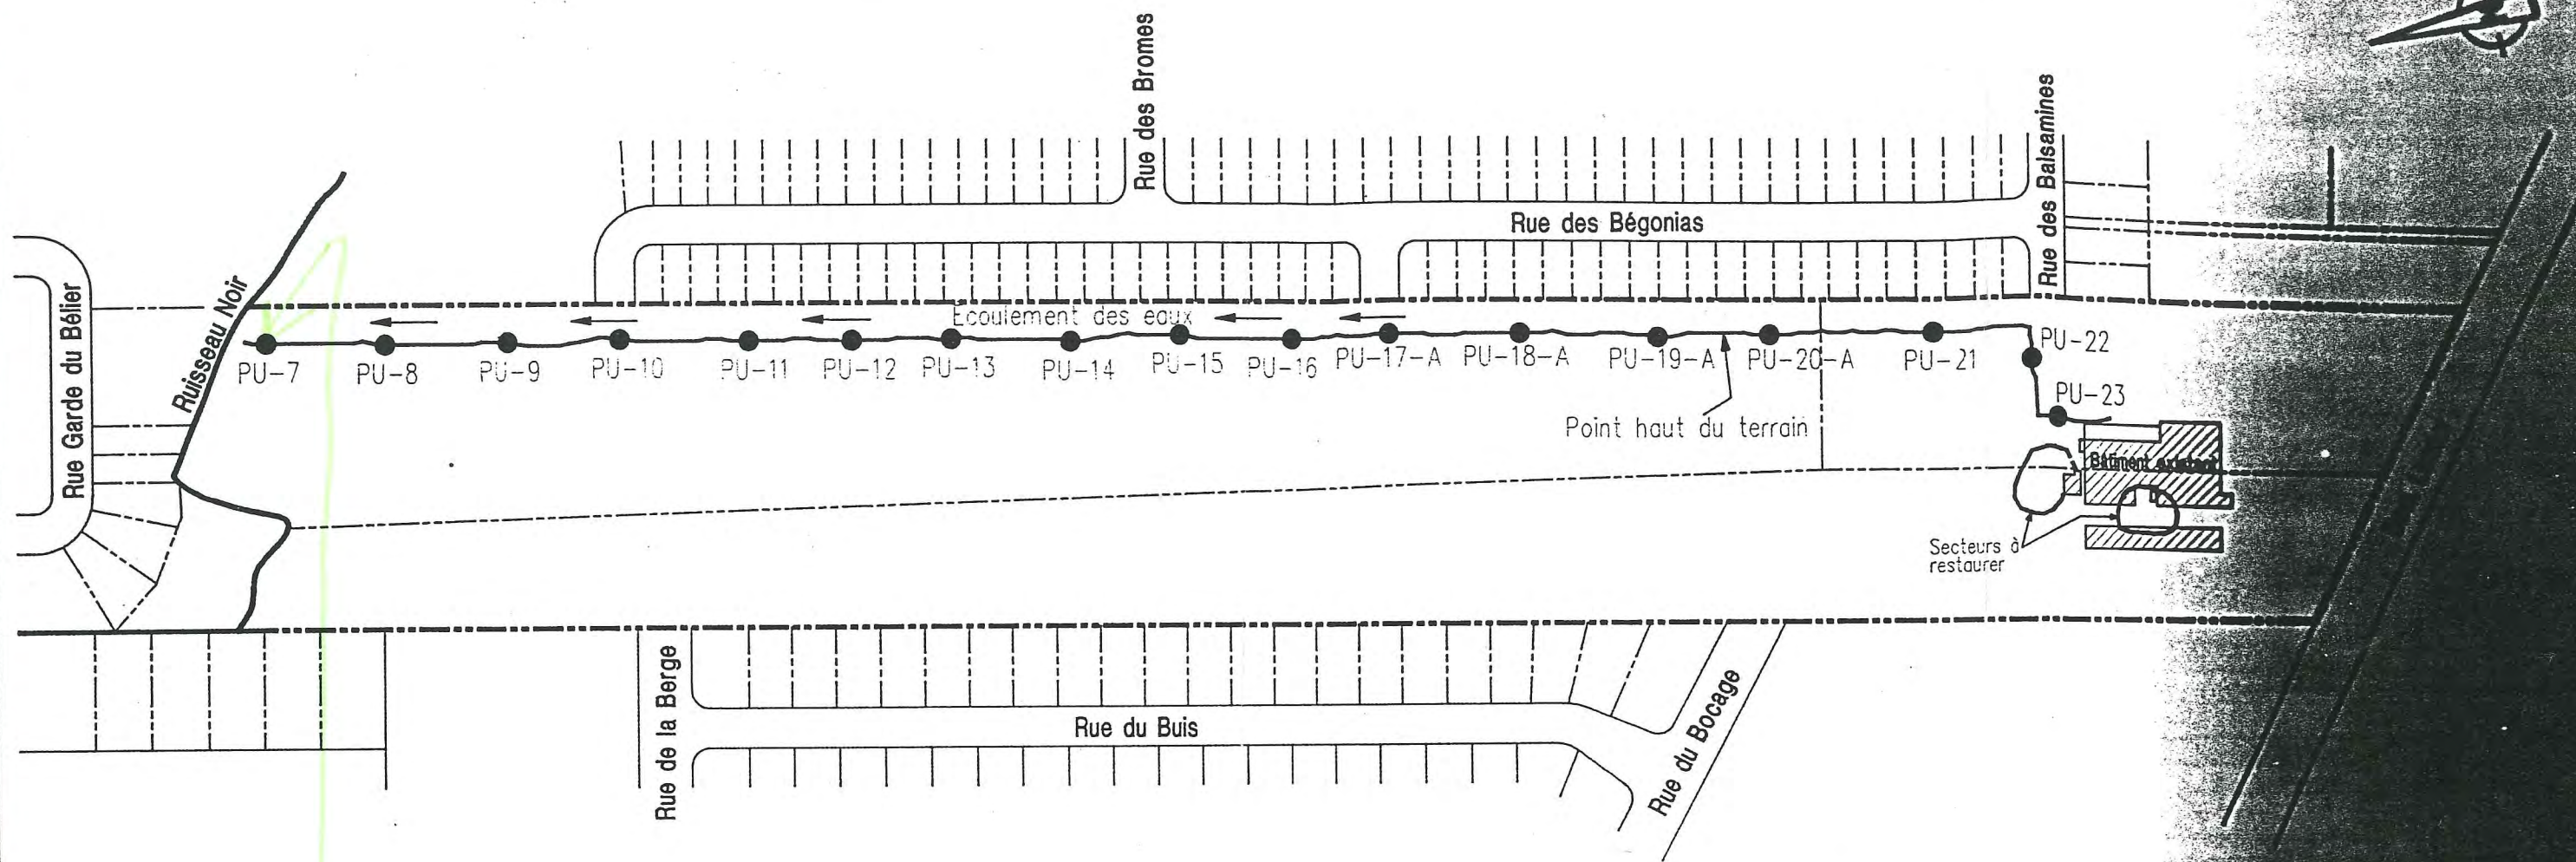 Rue des Bromes
Rue des Balsamines
Rue des Bégonias
Rue Garde du Bélier
Ruisseau Noir
Ecoulement des eaux
PU-7
PU-8
PU-9
PU-10
PU-11
PU-12
PU-13
PU-14
PU-15
PU-16
PU-17-A
PU-18-A
PU-19-A
PU-20-A
PU-21
PU-22
PU-23
Point haut du terrain
Bâtiment existant
Secteurs à
restaurer
Rue de la Berge
Rue du Buis
Rue du Bocage